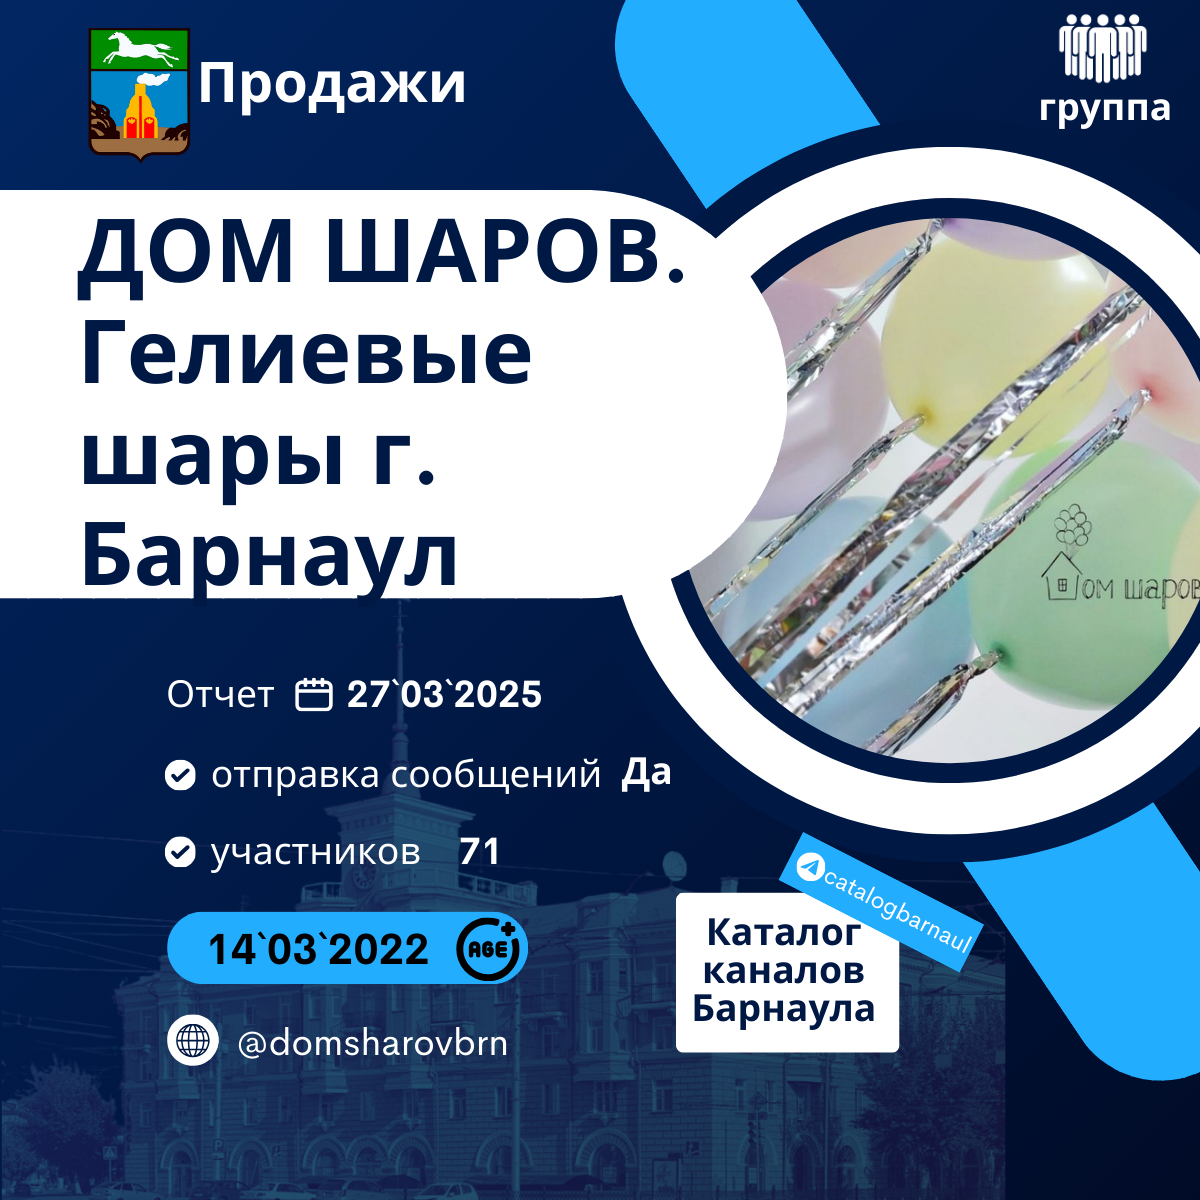 Продажи
группа
ДОМ ШАРОВ.
Гелиевые
шары г.
Барнаул
Дом шаров
Отчет 27`03`2025
отправка сообщений Да
участников 71
14`03`2022 AGE+
@domsharovbrn
catalogbarnaul
Каталог
каналов
Барнаула